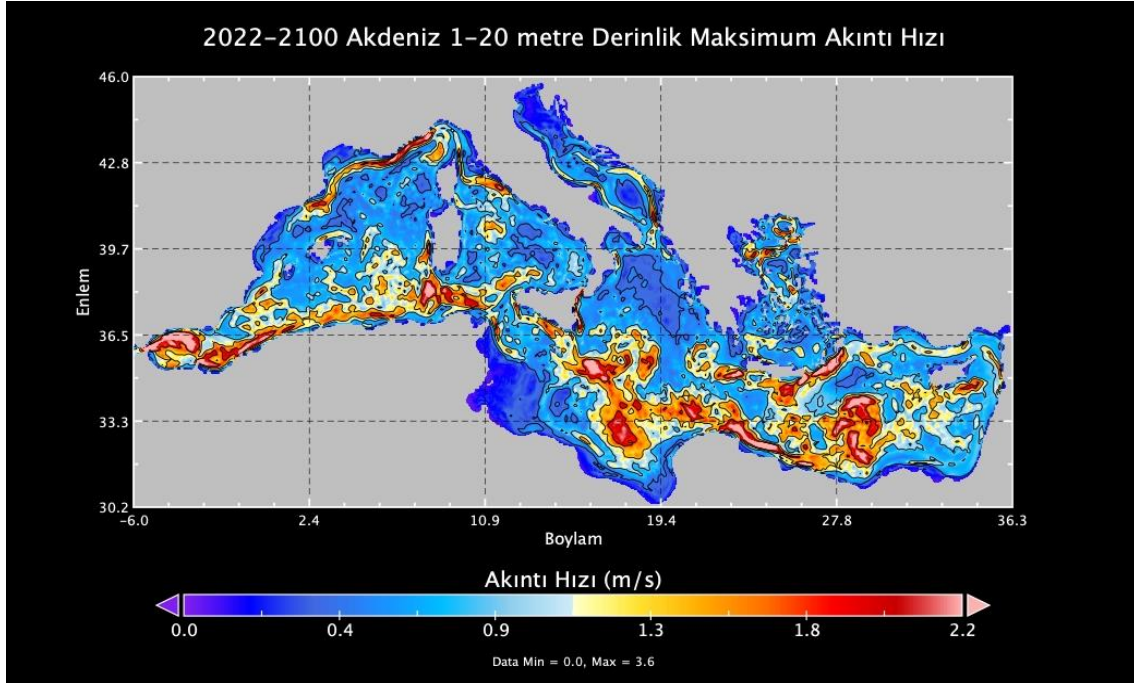 2022-2100 Akdeniz 1-20 metre Derinlik Maksimum Akıntı Hızı
46.0
42.8
39.7
36.5
33.3
30.2
Enlem
-6.0 2.4 10.9 19.4 27.8 36.3
Boylam
Akıntı Hızı (m/s)
0.0 0.4 0.9 1.3 1.8 2.2
Data Min = 0.0, Max = 3.6